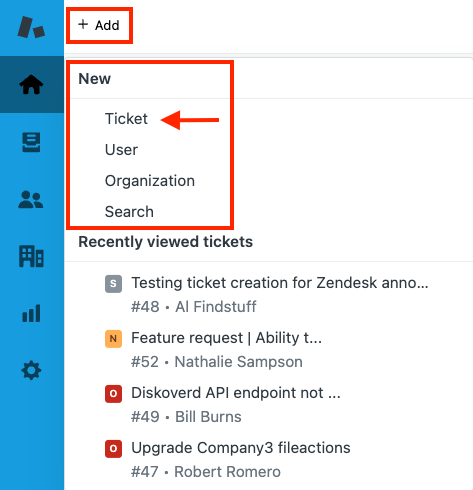 + Add
New
Ticket
User
Organization
Search
Recently viewed tickets
S Testing ticket creation for Zendesk anno...
#48 • Al Findstuff
N Feature request | Ability t...
#52 • Nathalie Sampson
O Diskoverd API endpoint not ...
#49 • Bill Burns
O Upgrade Company3 fileactions
#47 • Robert Romero